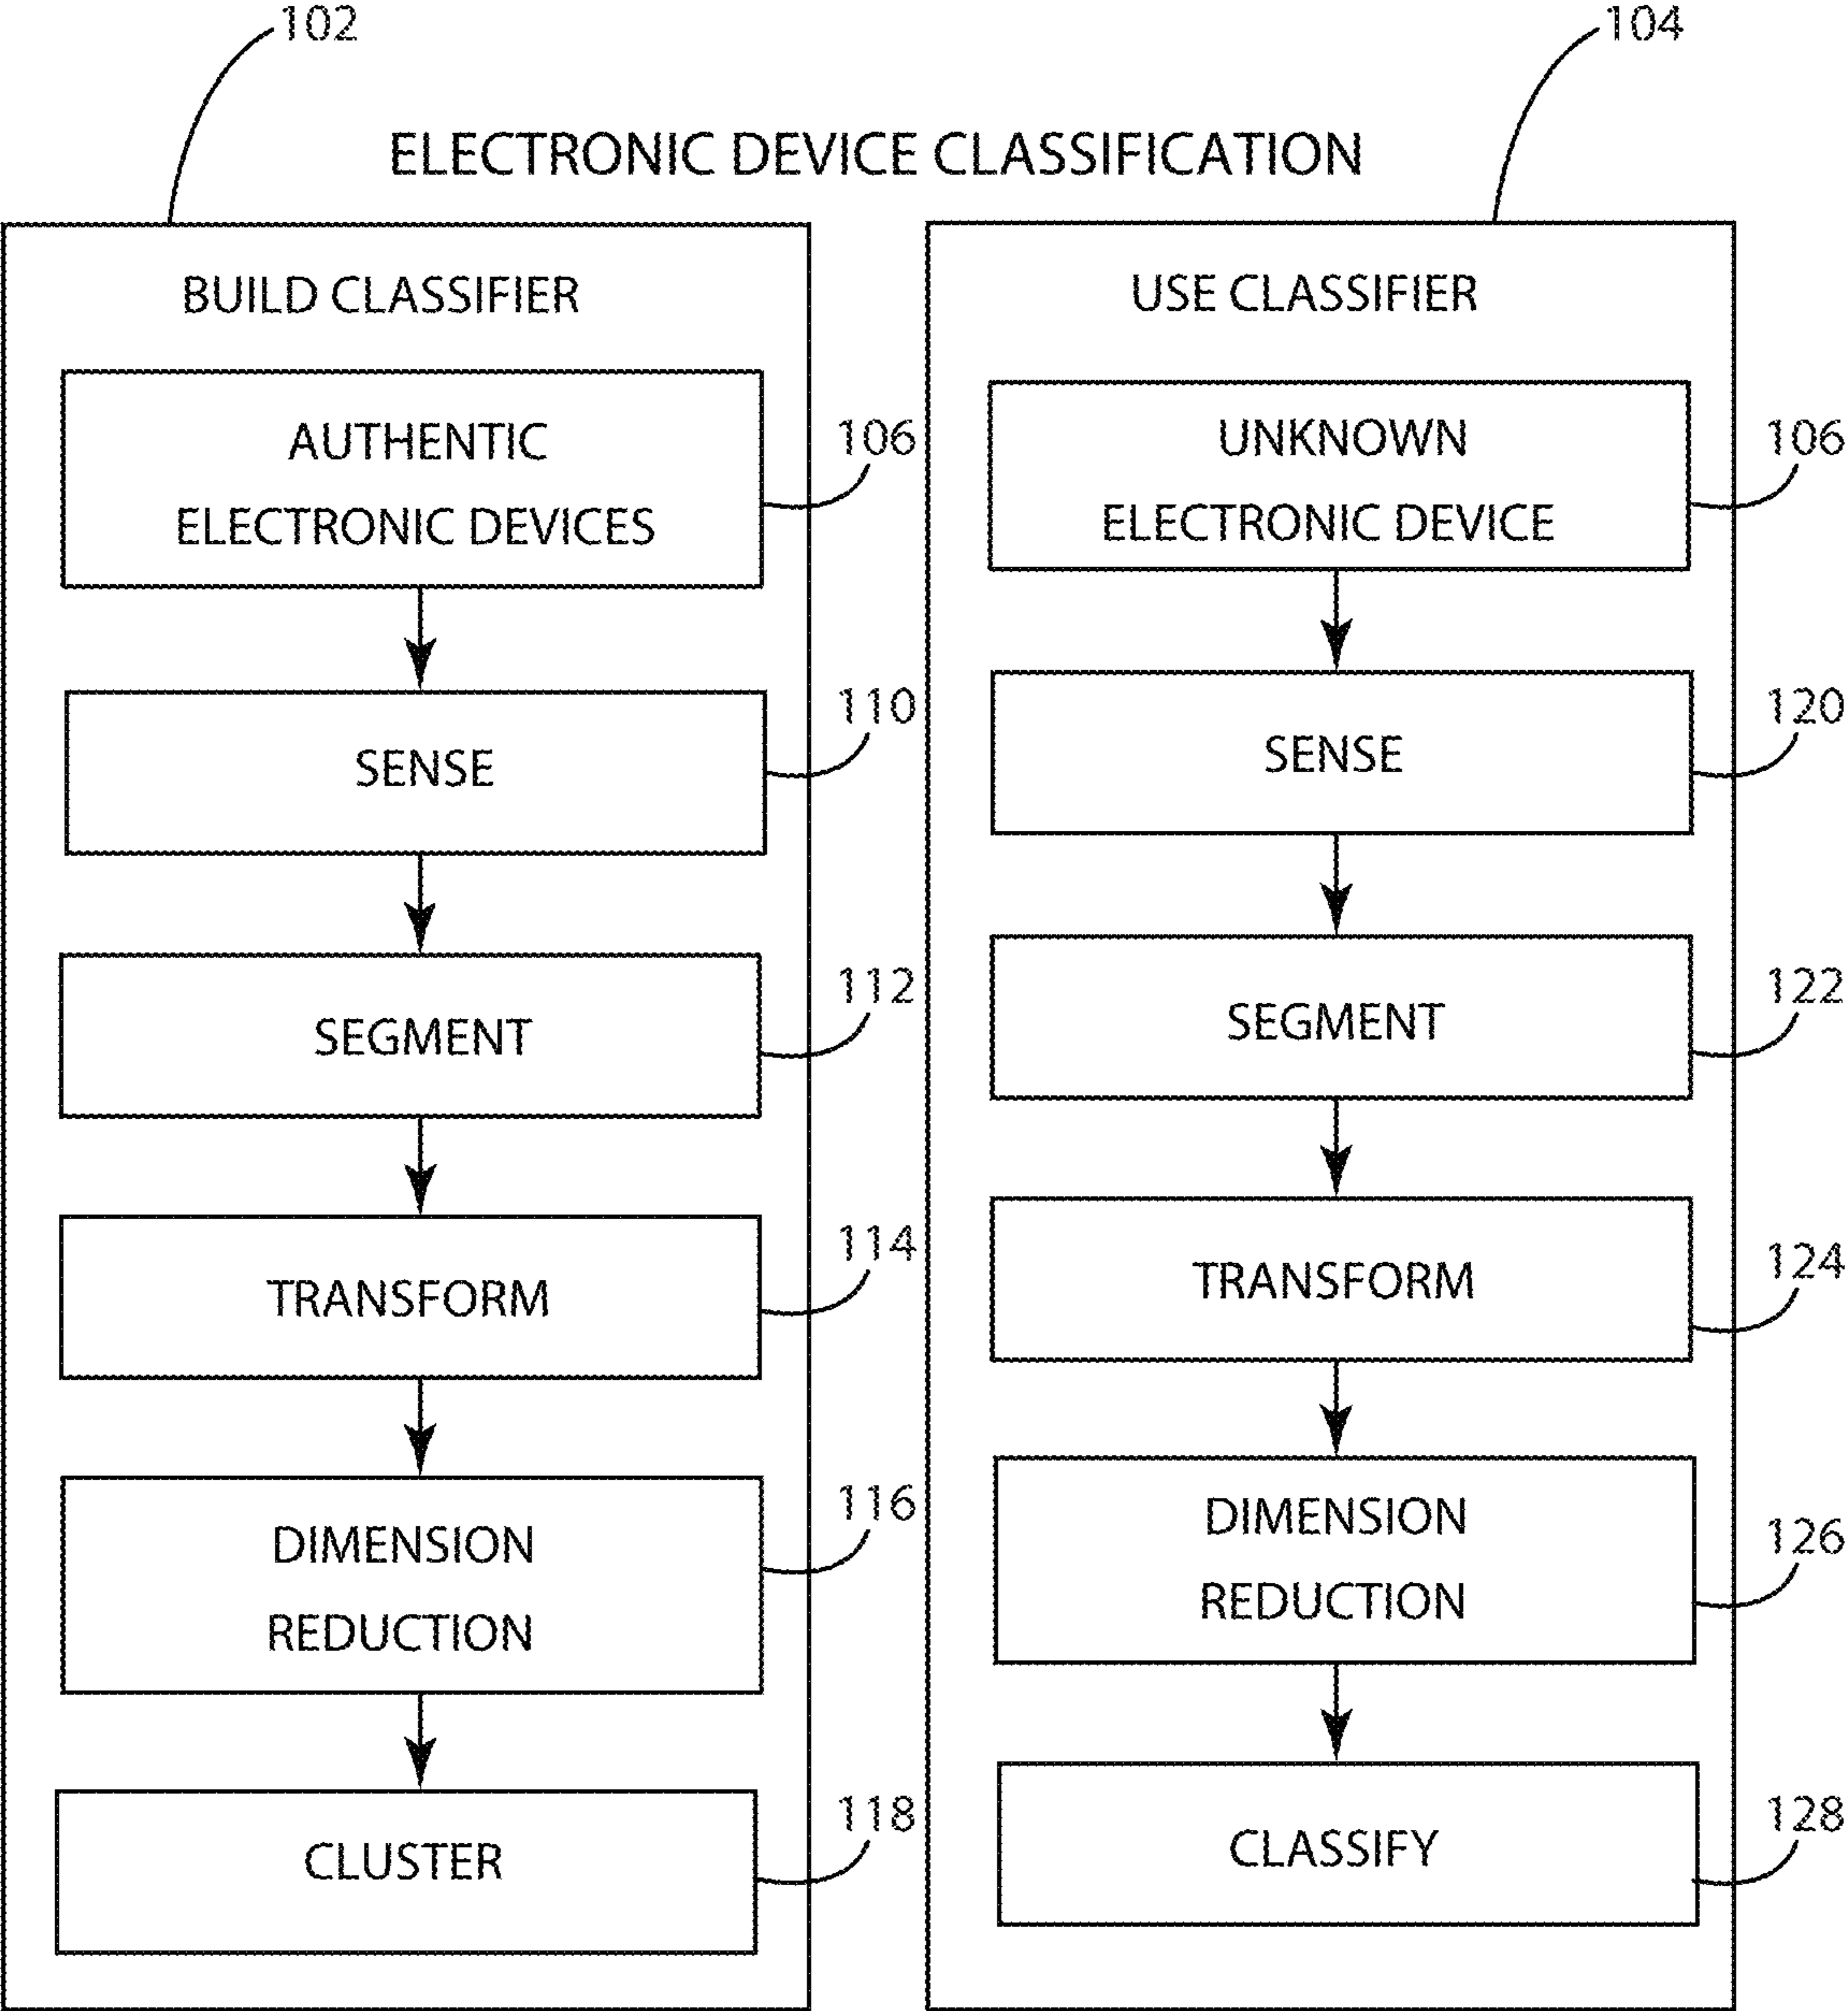 102
104
ELECTRONIC DEVICE CLASSIFICATION
BUILD CLASSIFIER
AUTHENTIC
ELECTRONIC DEVICES
106
SENSE
110
SEGMENT
112
TRANSFORM
114
DIMENSION
REDUCTION
116
CLUSTER
118
USE CLASSIFIER
UNKNOWN
ELECTRONIC DEVICE
106
SENSE
120
SEGMENT
122
TRANSFORM
124
DIMENSION
REDUCTION
126
CLASSIFY
128